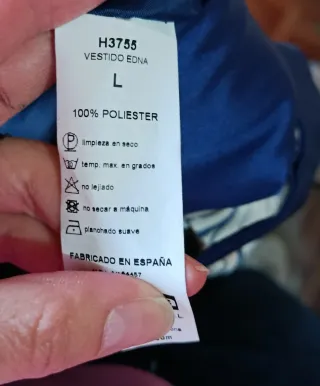 H3755
VESTIDO EDNA
L
100% POLIESTER
P limpieza en seco
temp. max. en grados
no lejiado
no secar a máquina
planchado suave
FABRICADO EN ESPAÑA